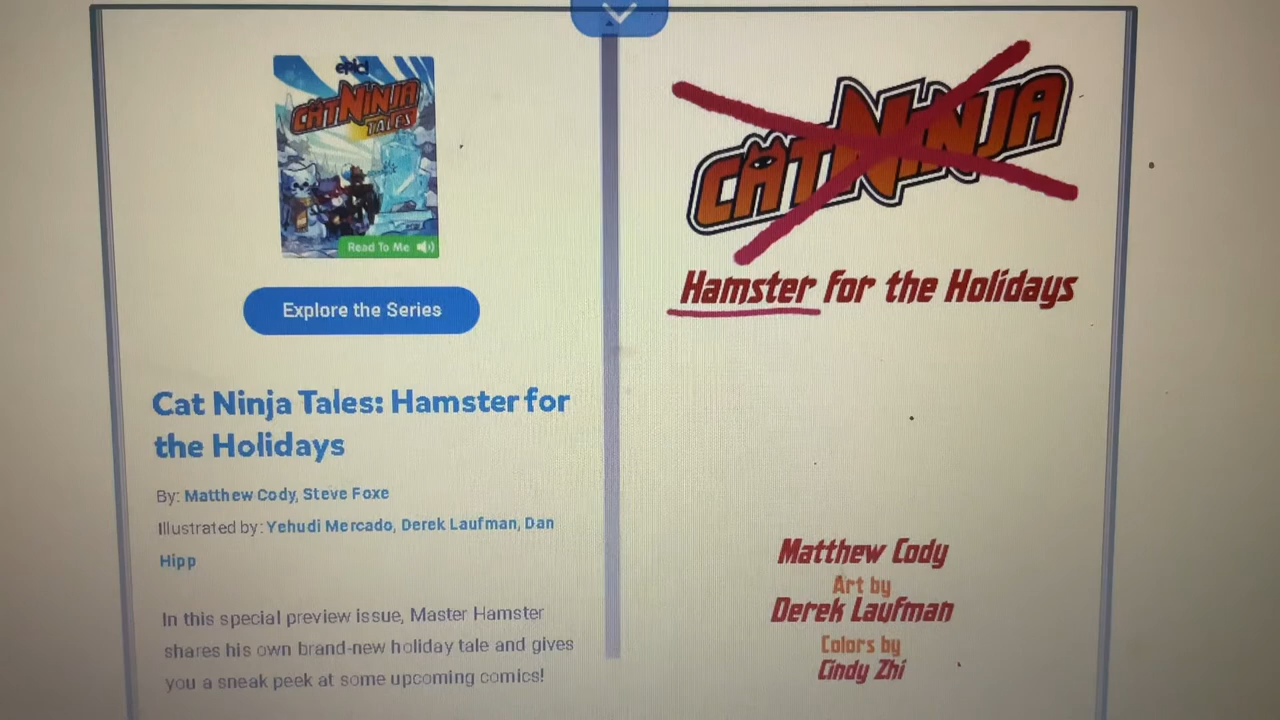 epic!
CAT NINJA
TALES
Read To Me
Explore the Series
Cat Ninja Tales: Hamster for
the Holidays
By: Matthew Cody, Steve Foxe
Illustrated by: Yehudi Mercado, Derek Laufman, Dan
Hipp
In this special preview issue, Master Hamster
shares his own brand-new holiday tale and gives
you a sneak peek at some upcoming comics!
CAT NINJA
Hamster for the Holidays
Matthew Cody
Art by
Derek Laufman
Colors by
Cindy Zhi